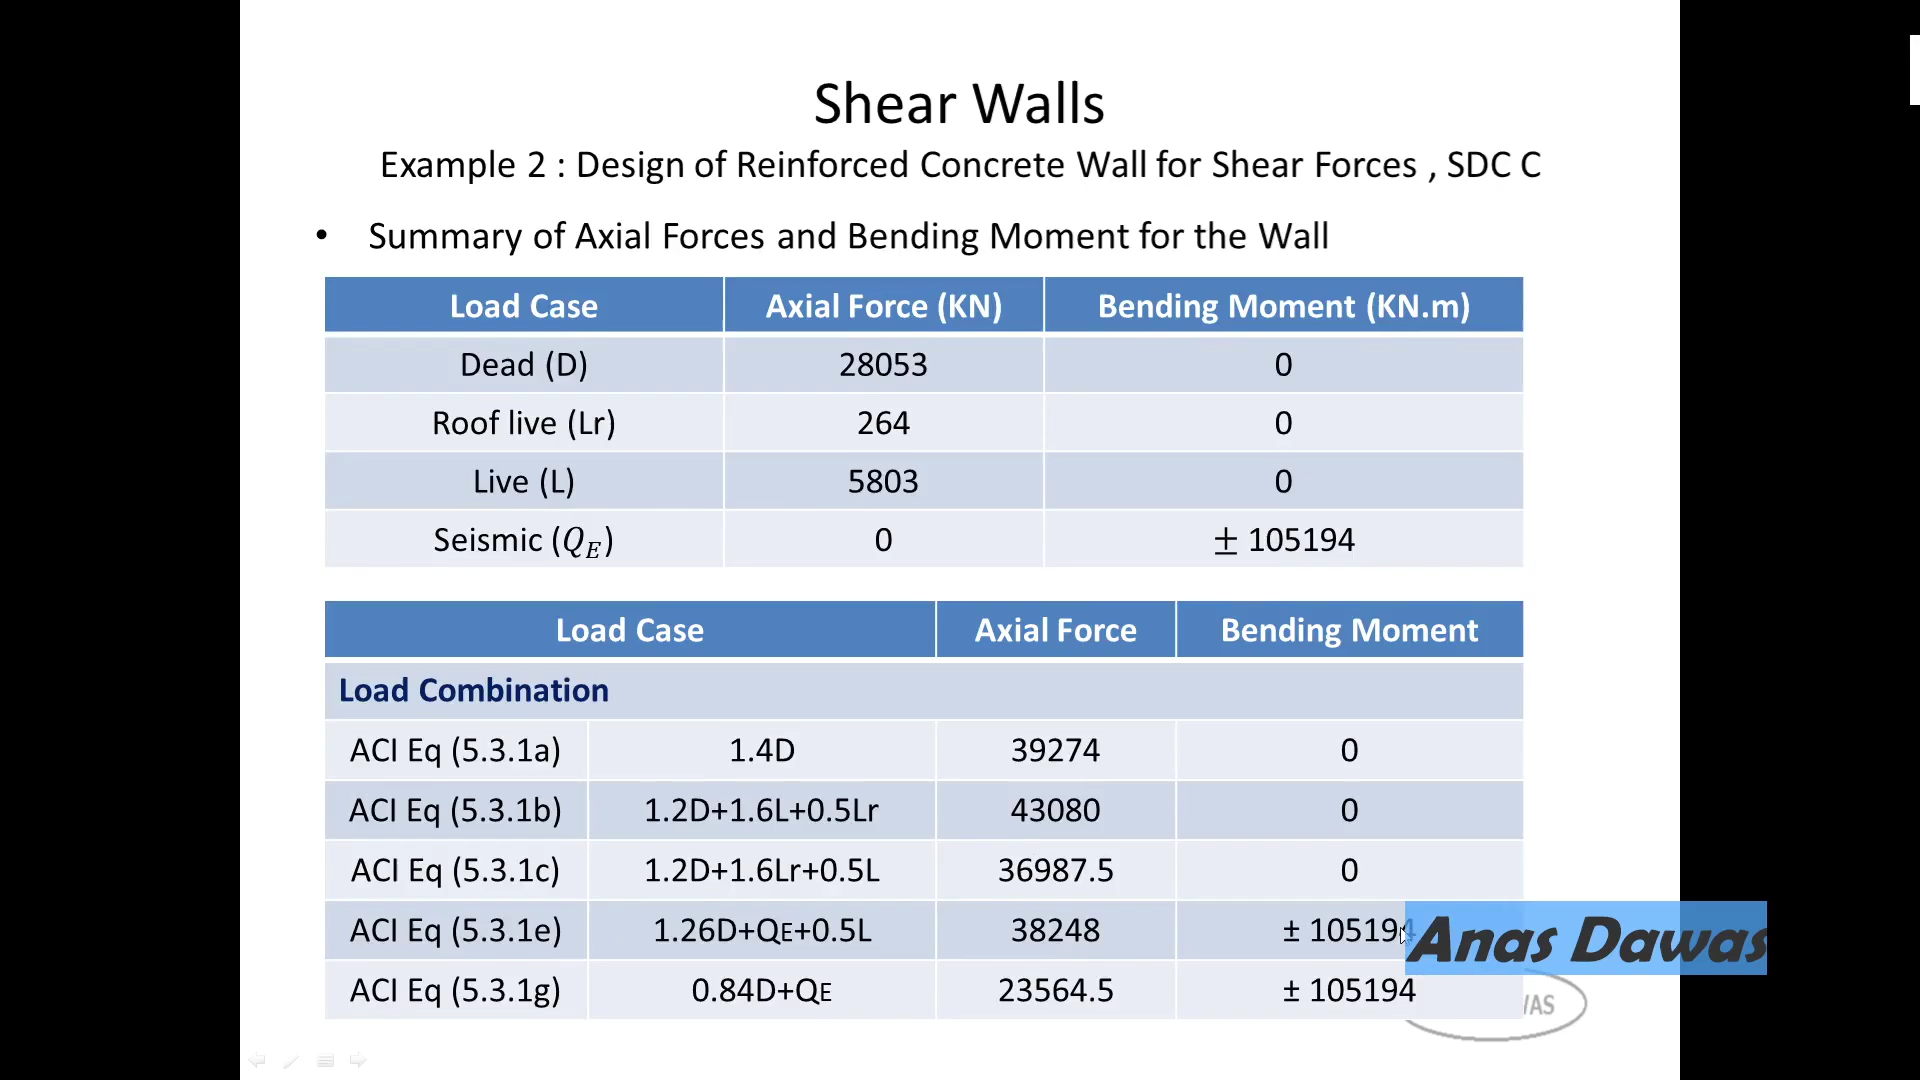 Shear Walls
Example 2 : Design of Reinforced Concrete Wall for Shear Forces , SDC C
• Summary of Axial Forces and Bending Moment for the Wall
Load Case Axial Force (KN) Bending Moment (KN.m)
Dead (D) 28053 0
Roof live (Lr) 264 0
Live (L) 5803 0
Seismic (Q_E) 0 ± 105194
Load Case Axial Force Bending Moment
Load Combination
ACI Eq (5.3.1a) 1.4D 39274 0
ACI Eq (5.3.1b) 1.2D+1.6L+0.5Lr 43080 0
ACI Eq (5.3.1c) 1.2D+1.6Lr+0.5L 36987.5 0
ACI Eq (5.3.1e) 1.26D+QE+0.5L 38248 ± 105194
Anas Dawas
ACI Eq (5.3.1g) 0.84D+QE 23564.5 ± 105194